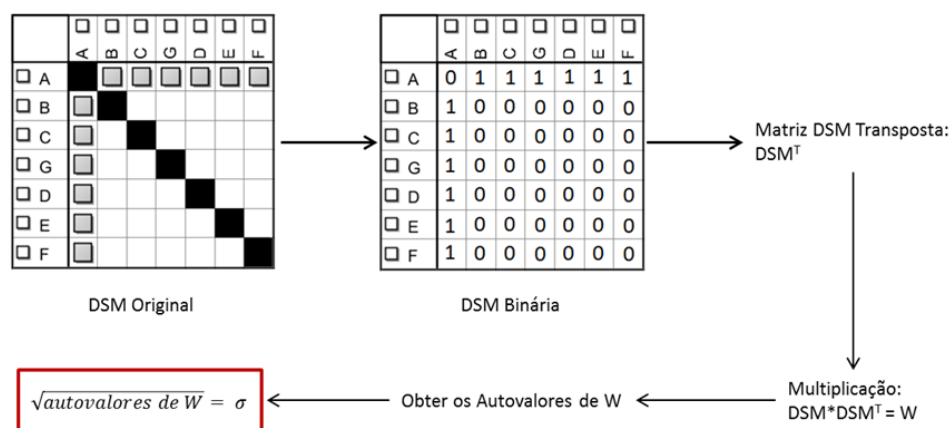 A B C G D E F
A
B
C
G
D
E
F
DSM Original
A B C G D E F
A 0 1 1 1 1 1 1
B 1 0 0 0 0 0 0
C 1 0 0 0 0 0 0
G 1 0 0 0 0 0 0
D 1 0 0 0 0 0 0
E 1 0 0 0 0 0 0
F 1 0 0 0 0 0 0
DSM Binária
Matriz DSM Transposta:
DSMᵀ
Multiplicação:
DSM*DSMᵀ = W
Obter os Autovalores de W
√autovalores de W = σ